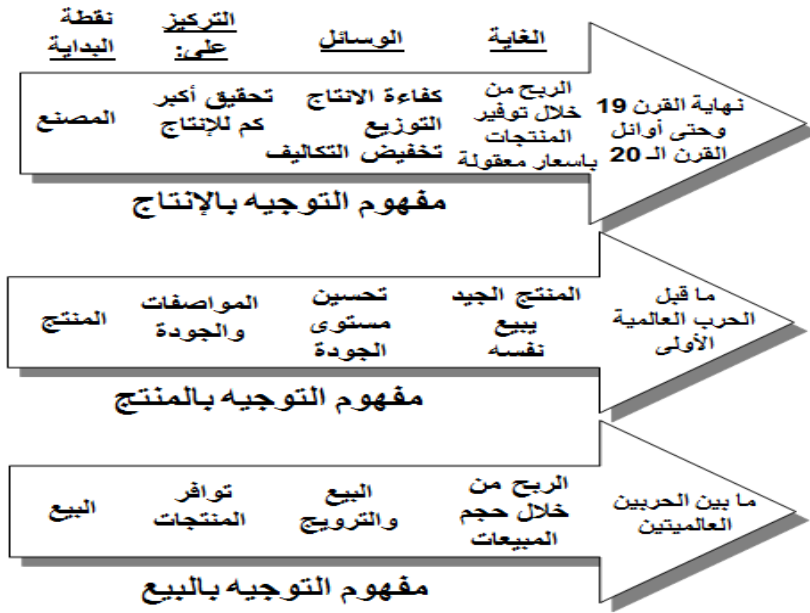 نقطة
البداية
التركيز
على:
الوسائل
الغاية
المصنع
تحقيق أكبر
كم للإنتاج
كفاءة الانتاج
التوزيع
تخفيض التكاليف
الربح من
خلال توفير
المنتجات
باسعار معقولة
نهاية القرن 19
وحتى أوائل
القرن الـ 20
مفهوم التوجيه بالإنتاج
المنتج
المواصفات
والجودة
تحسين
مستوى
الجودة
المنتج الجيد
يبيع
نفسه
ما قبل
الحرب العالمية
الأولى
مفهوم التوجيه بالمنتج
البيع
توافر
المنتجات
البيع
والترويج
الربح من
خلال حجم
المبيعات
ما بين الحربين
العالميتين
مفهوم التوجيه بالبيع